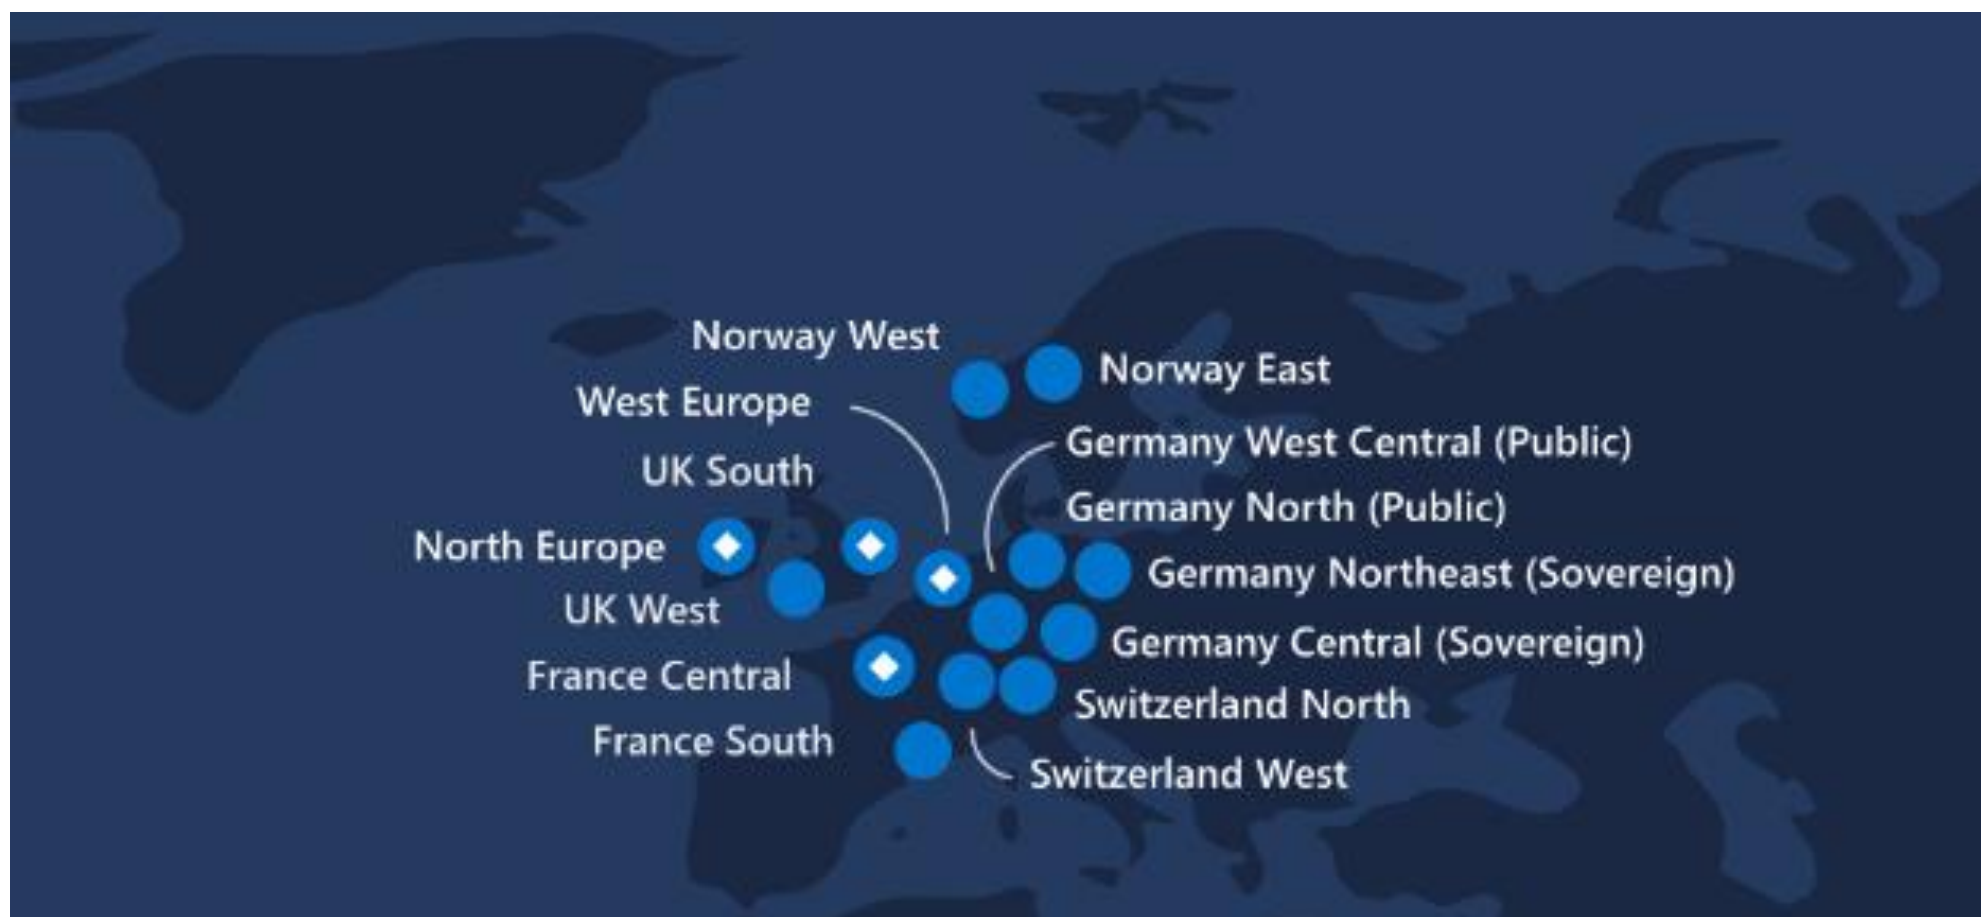 Norway West
Norway East
West Europe
Germany West Central (Public)
UK South
Germany North (Public)
North Europe
Germany Northeast (Sovereign)
UK West
Germany Central (Sovereign)
France Central
Switzerland North
France South
Switzerland West